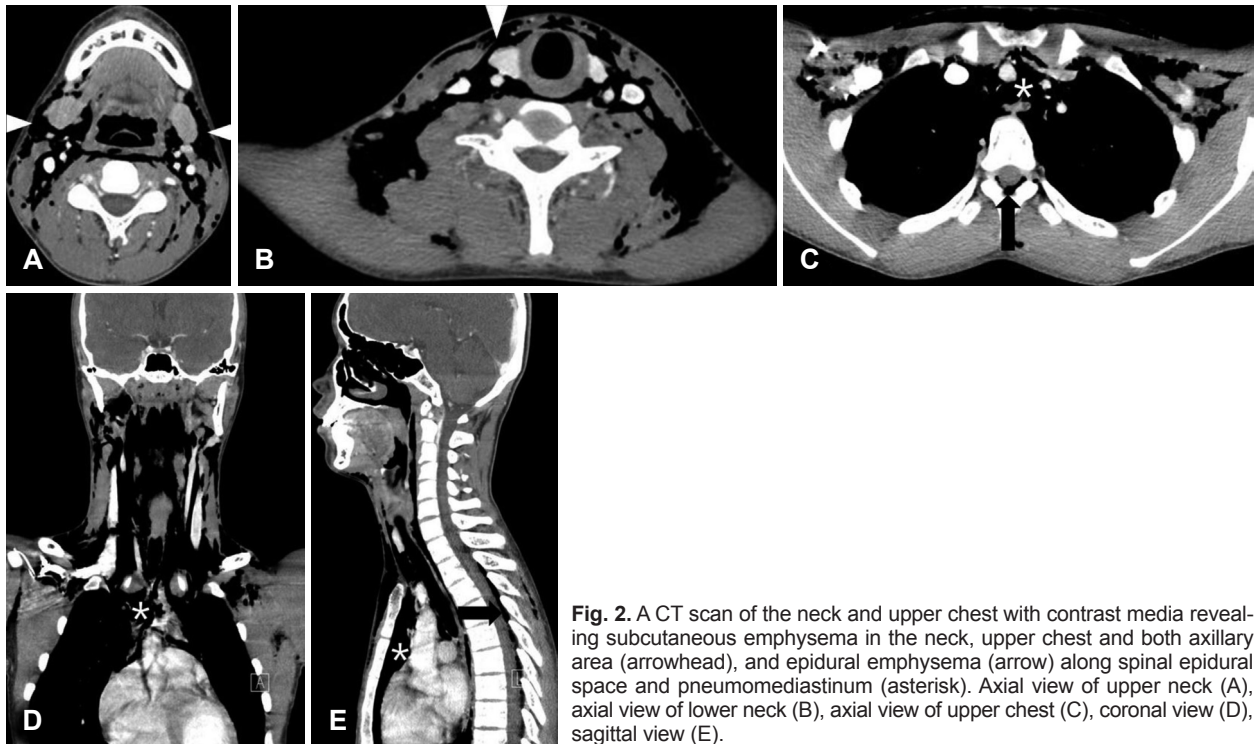 A
B
C
D
E
A
Fig. 2. A CT scan of the neck and upper chest with contrast media reveal-
ing subcutaneous emphysema in the neck, upper chest and both axillary
area (arrowhead), and epidural emphysema (arrow) along spinal epidural
space and pneumomediastinum (asterisk). Axial view of upper neck (A),
axial view of lower neck (B), axial view of upper chest (C), coronal view (D),
sagittal view (E).